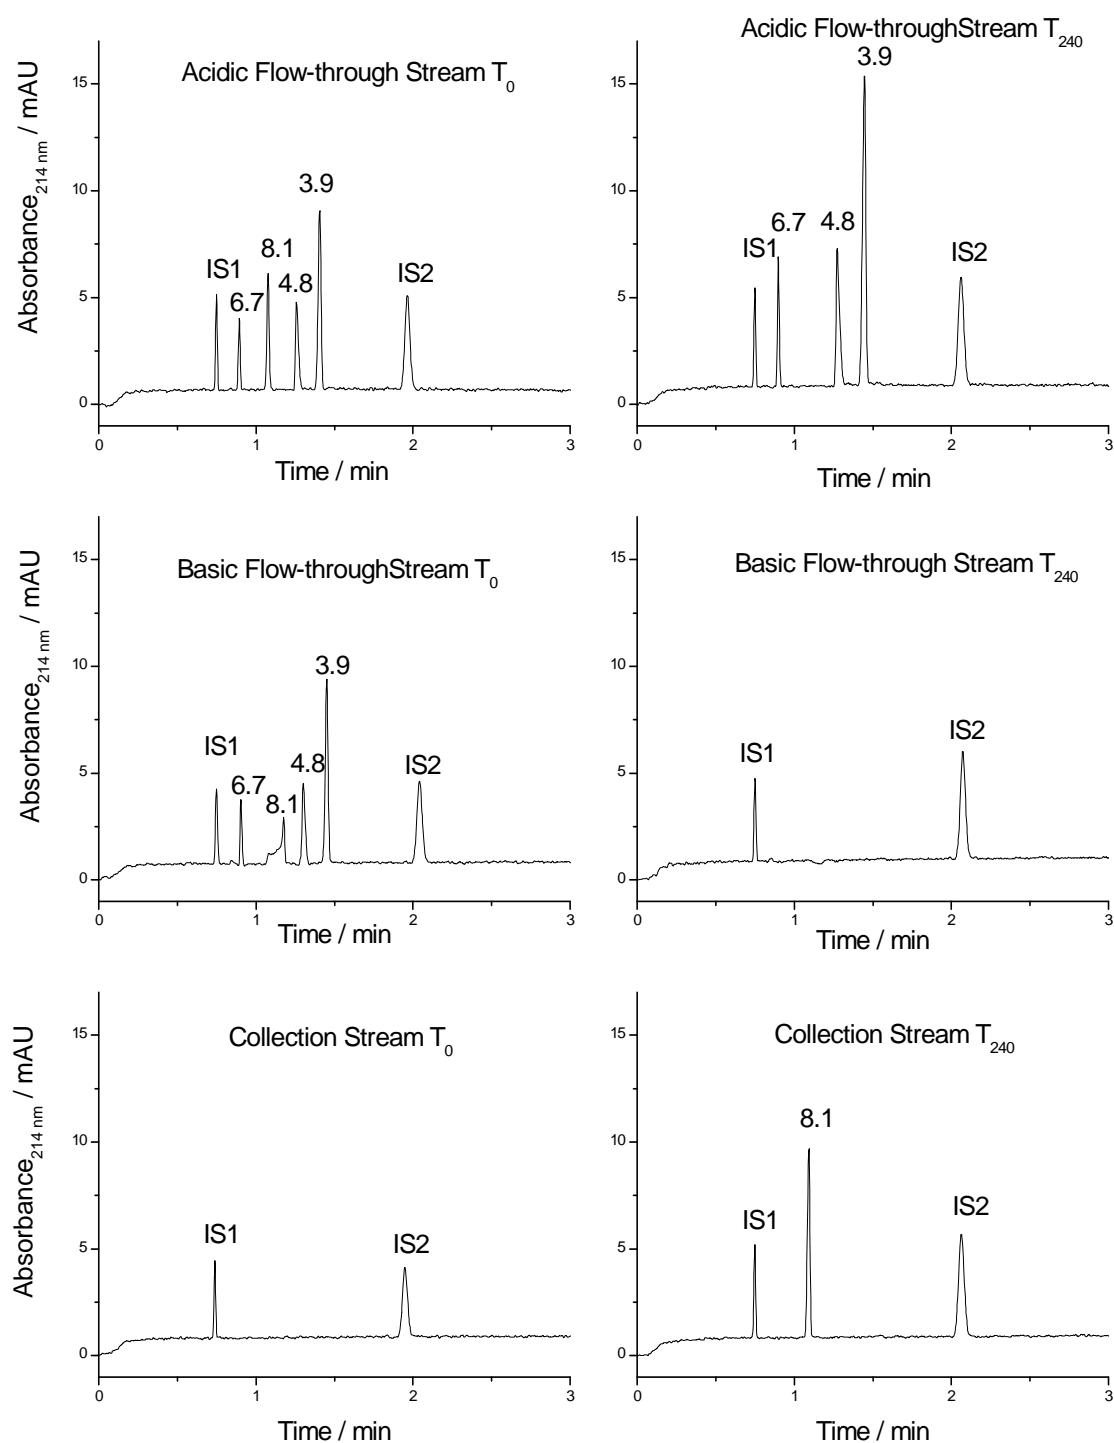 Acidic Flow-through Stream T0
Absorbance214 nm / mAU
15
10
5
0
IS1
6.7
8.1
4.8
3.9
IS2
0
1
2
3
Time / min
Acidic Flow-throughStream T240
15
10
5
0
IS1
6.7
4.8
3.9
IS2
0
1
2
3
Time / min
Basic Flow-throughStream T0
Absorbance214 nm / mAU
15
10
5
0
IS1
6.7
8.1
4.8
3.9
IS2
0
1
2
3
Time / min
Basic Flow-through Stream T240
15
10
5
0
IS1
IS2
0
1
2
3
Time / min
Collection Stream T0
Absorbance214 nm / mAU
15
10
5
0
IS1
IS2
0
1
2
3
Time / min
Collection Stream T240
15
10
5
0
IS1
8.1
IS2
0
1
2
3
Time / min